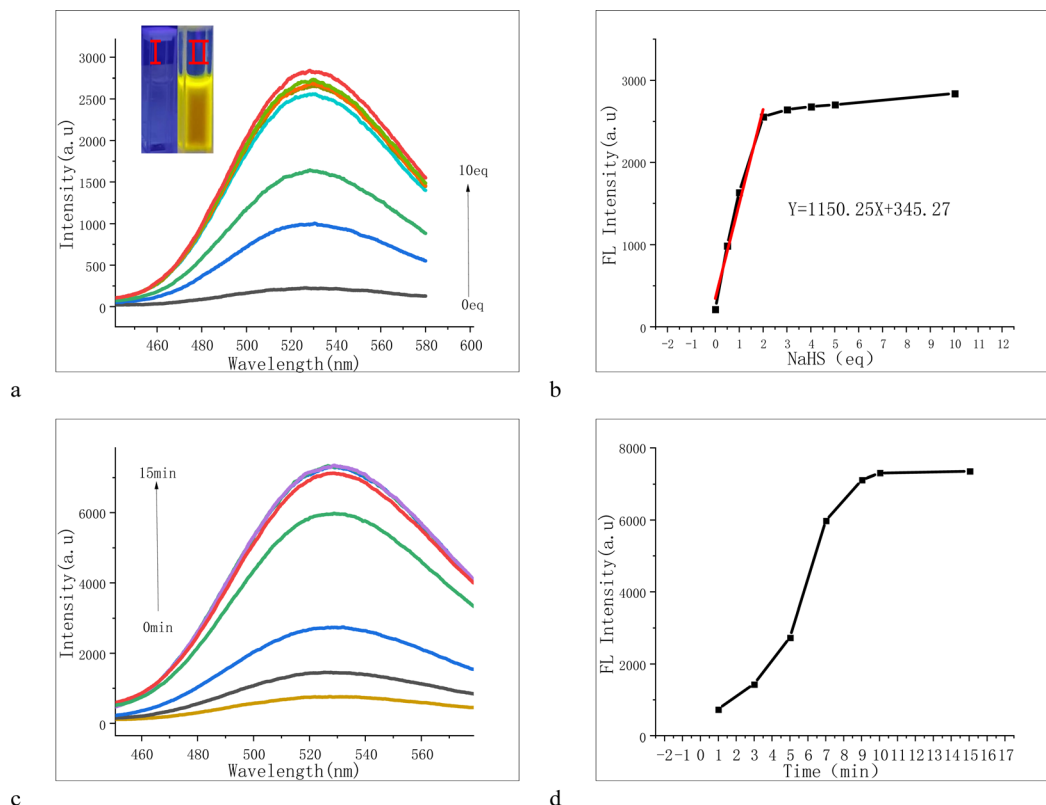 I II
3000
2500
2000
1500
1000
500
0
Intensity(a.u)
10eq
0eq
460 480 500 520 540 560 580 600
Wavelength(nm)
a
3000
2000
1000
0
FL Intensity(a.u)
Y=1150.25X+345.27
-2 -1 0 1 2 3 4 5 6 7 8 9 10 11 12
NaHS (eq)
b
6000
4000
2000
0
Intensity(a.u)
15min
0min
460 480 500 520 540 560
Wavelength(nm)
c
8000
6000
4000
2000
0
FL Intensity(a.u)
-2 -1 0 1 2 3 4 5 6 7 8 9 10 11 12 13 14 15 16 17
Time (min)
d